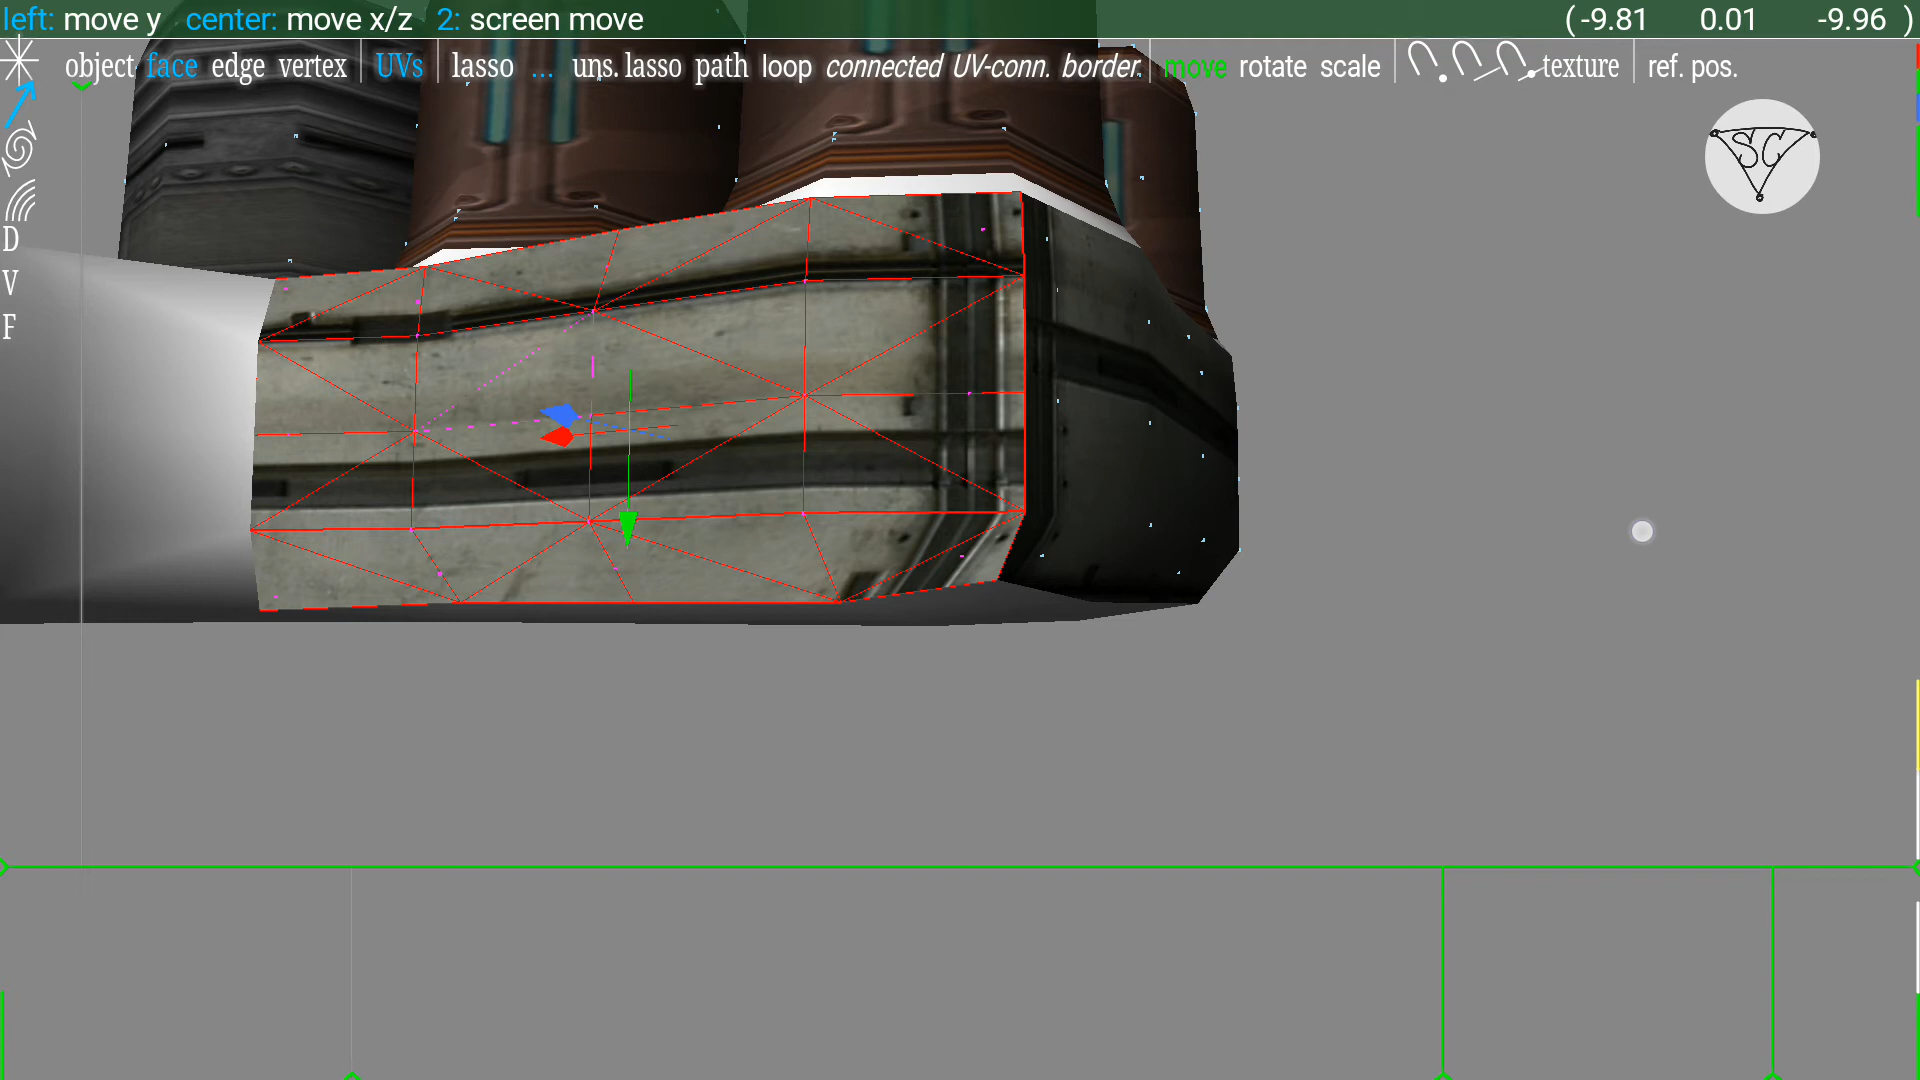 left: move y center: move x/z 2: screen move (-9.81 0.01 -9.96 )
object face edge vertex UVs lasso ... uns. lasso path loop connected UV-conn. border. move rotate scale texture ref. pos.
SC
D
V
F